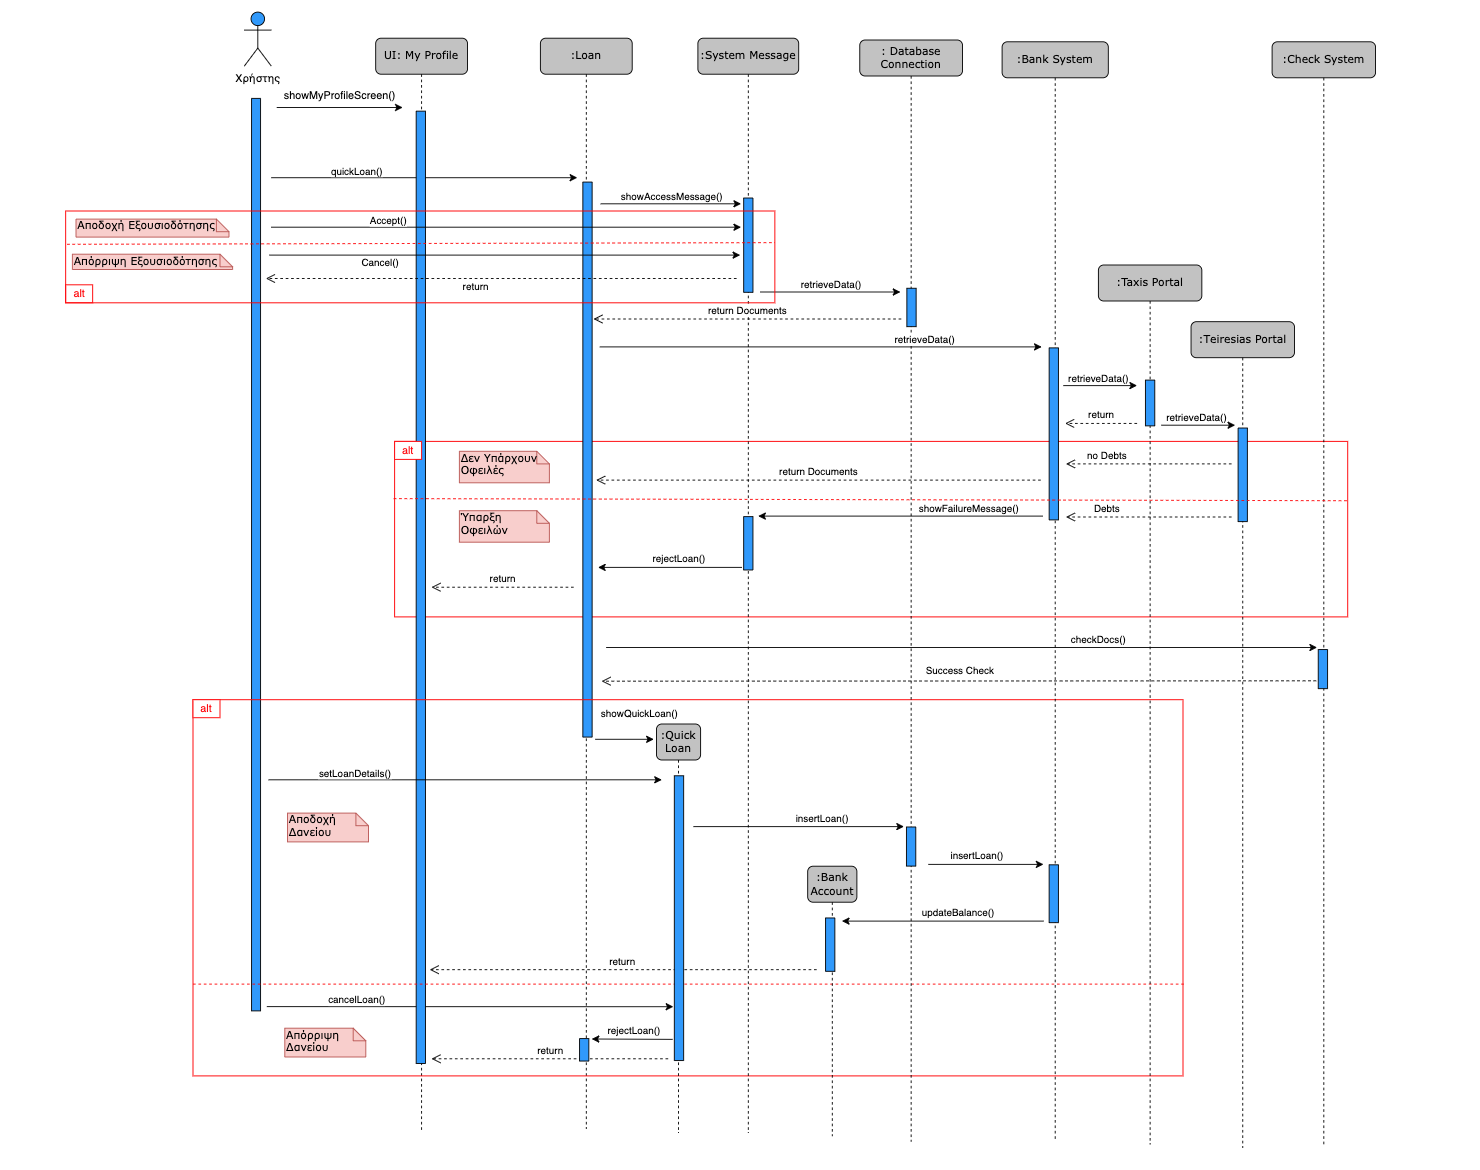 Χρήστης
UI: My Profile
:Loan
:System Message
: Database
Connection
:Bank System
:Check System
showMyProfileScreen()
quickLoan()
showAccessMessage()
Αποδοχή Εξουσιοδότησης
Accept()
Απόρριψη Εξουσιοδότησης
Cancel()
return
alt
retrieveData()
:Taxis Portal
return Documents
retrieveData()
:Teiresias Portal
retrieveData()
return
retrieveData()
alt
Δεν Υπάρχουν
Οφειλές
no Debts
return Documents
Ύπαρξη
Οφειλών
showFailureMessage()
Debts
rejectLoan()
return
checkDocs()
Success Check
alt
showQuickLoan()
:Quick
Loan
setLoanDetails()
Αποδοχή
Δανείου
insertLoan()
insertLoan()
:Bank
Account
updateBalance()
return
cancelLoan()
Απόρριψη
Δανείου
rejectLoan()
return